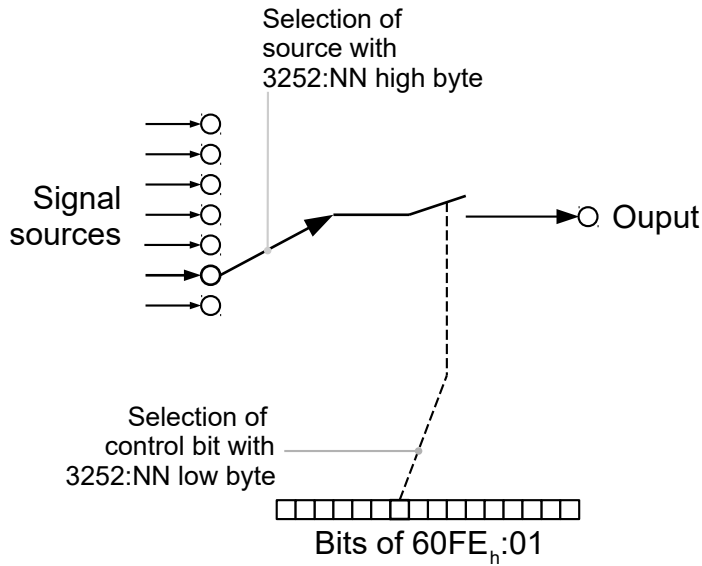 Selection of
source with
3252:NN high byte
Signal
sources
Ouput
Selection of
control bit with
3252:NN low byte
Bits of 60FEh:01